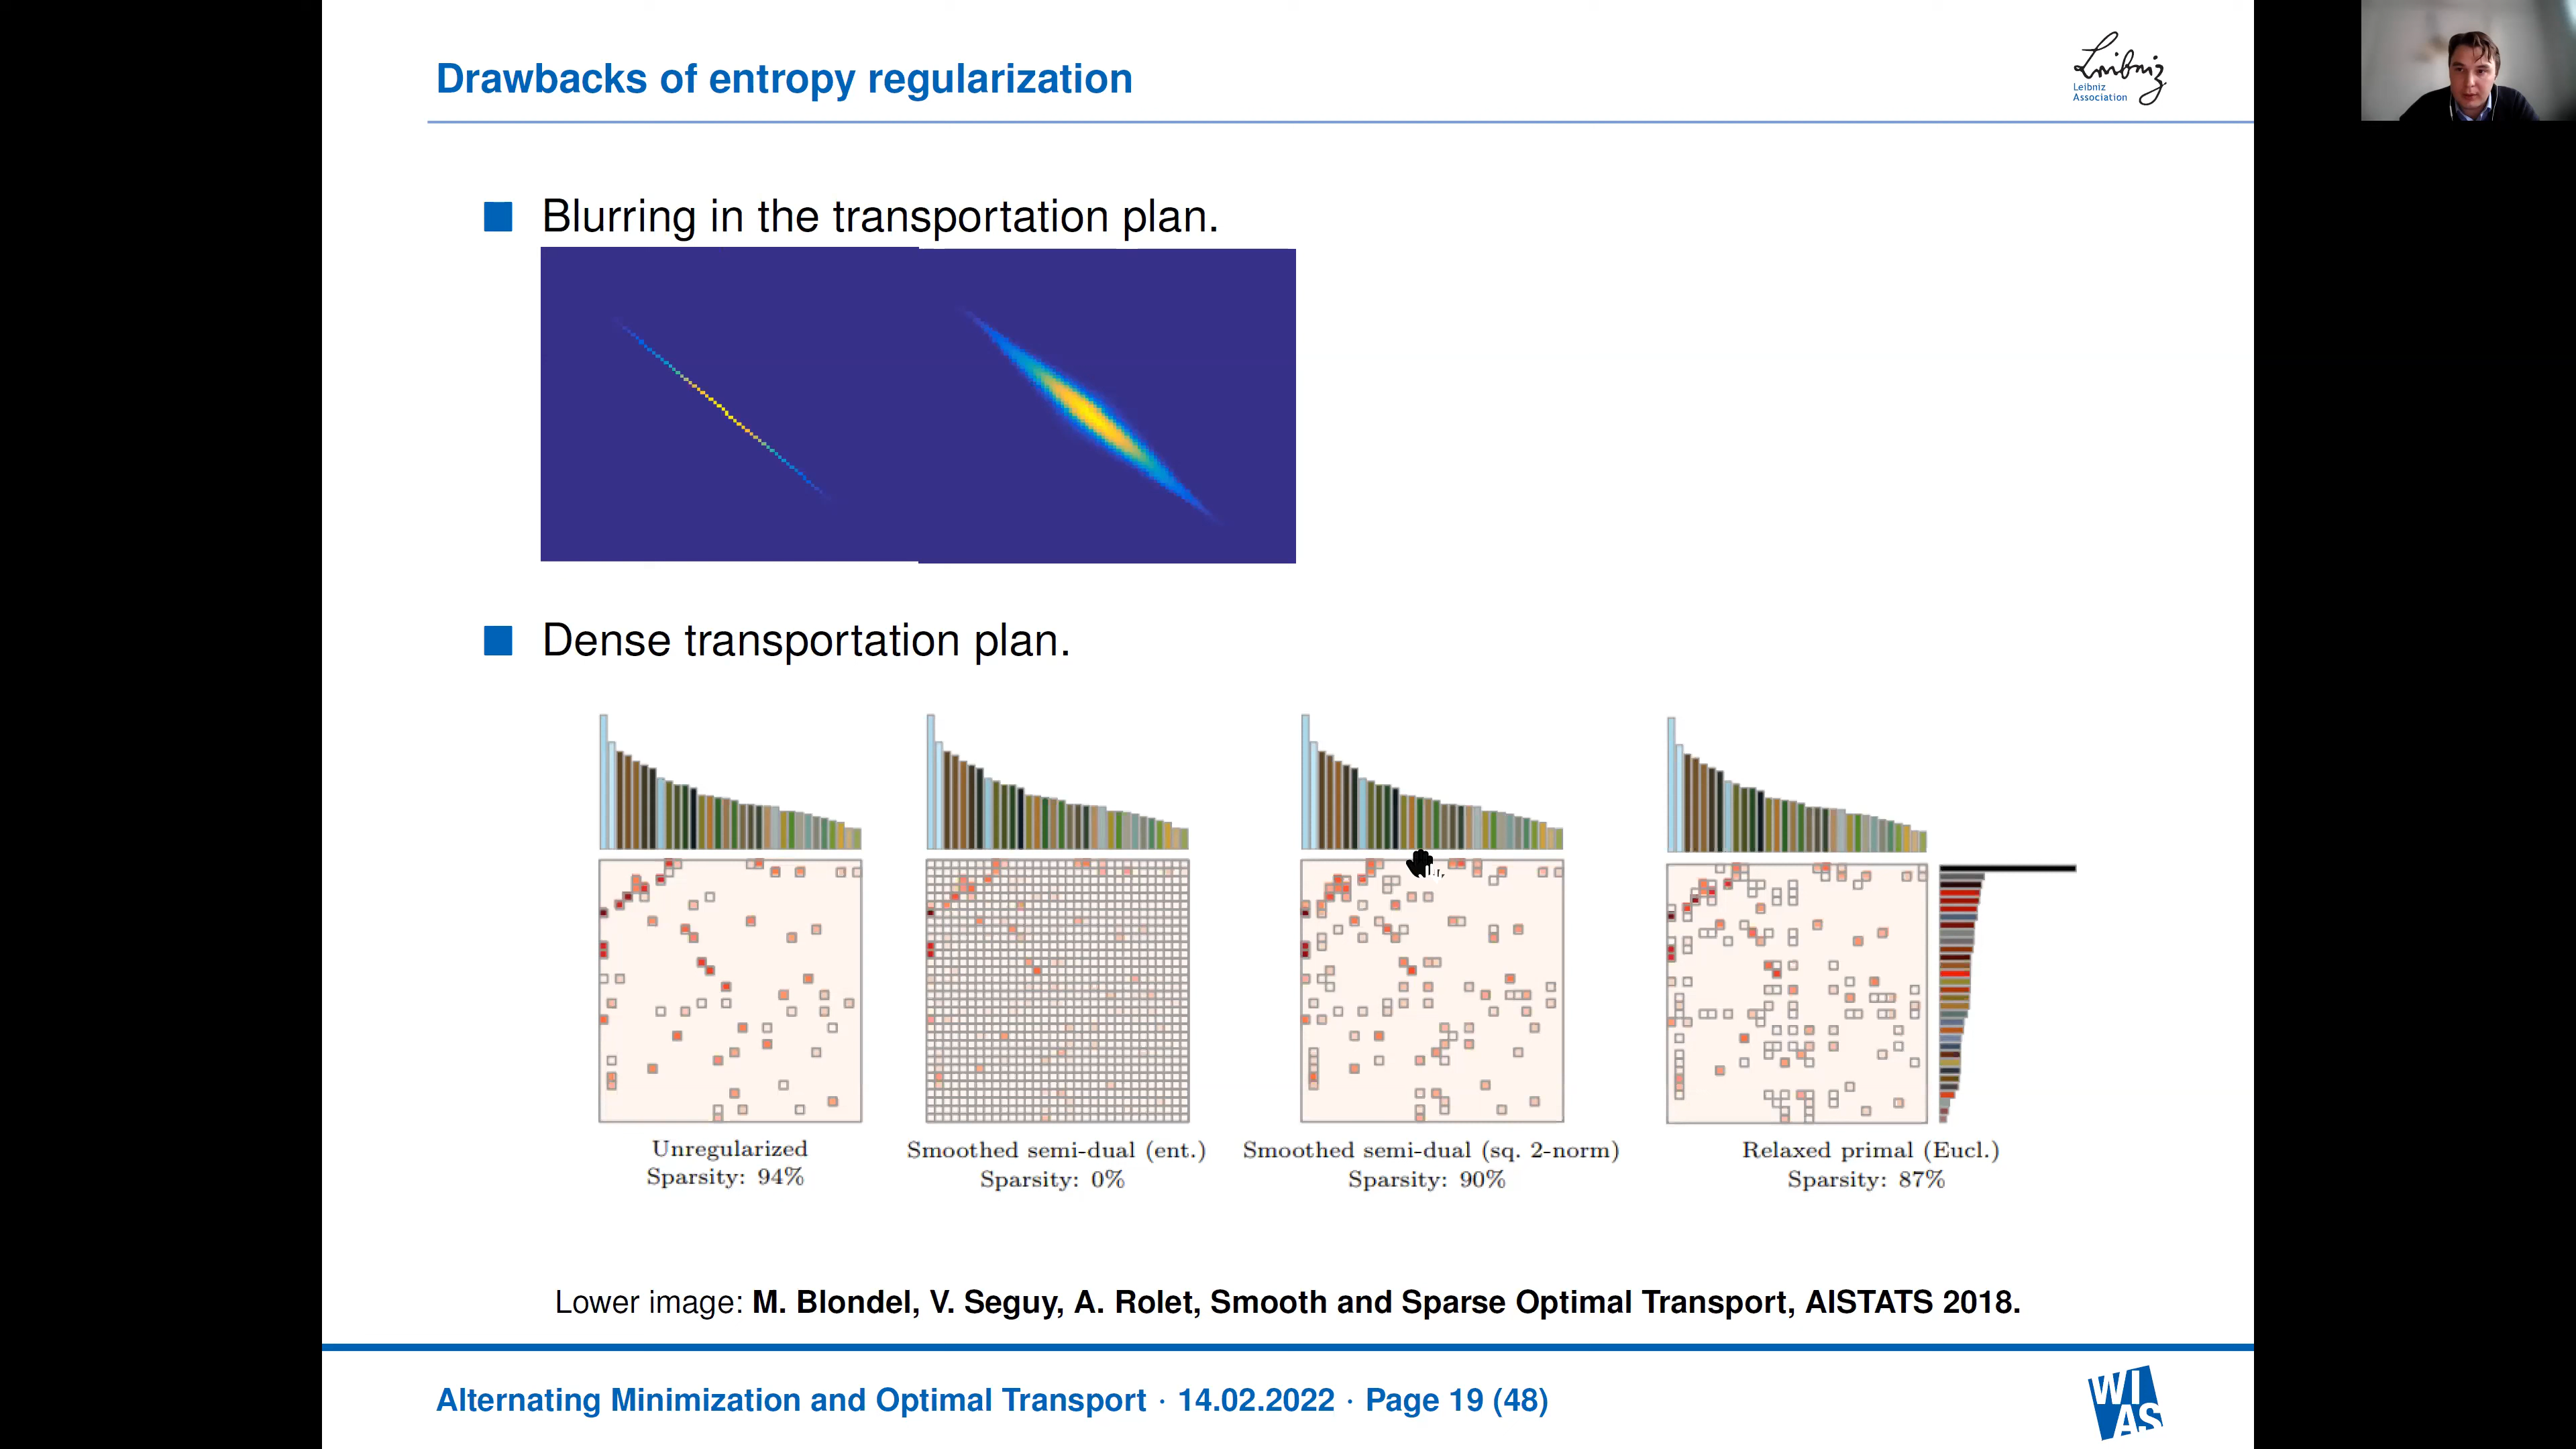 Drawbacks of entropy regularization
Leibniz
Leibniz
Association
Blurring in the transportation plan.
Dense transportation plan.
Unregularized
Sparsity: 94%
Smoothed semi-dual (ent.)
Sparsity: 0%
Smoothed semi-dual (sq. 2-norm)
Sparsity: 90%
Relaxed primal (Eucl.)
Sparsity: 87%
Lower image: M. Blondel, V. Seguy, A. Rolet, Smooth and Sparse Optimal Transport, AISTATS 2018.
Alternating Minimization and Optimal Transport · 14.02.2022 · Page 19 (48)
WI
AS